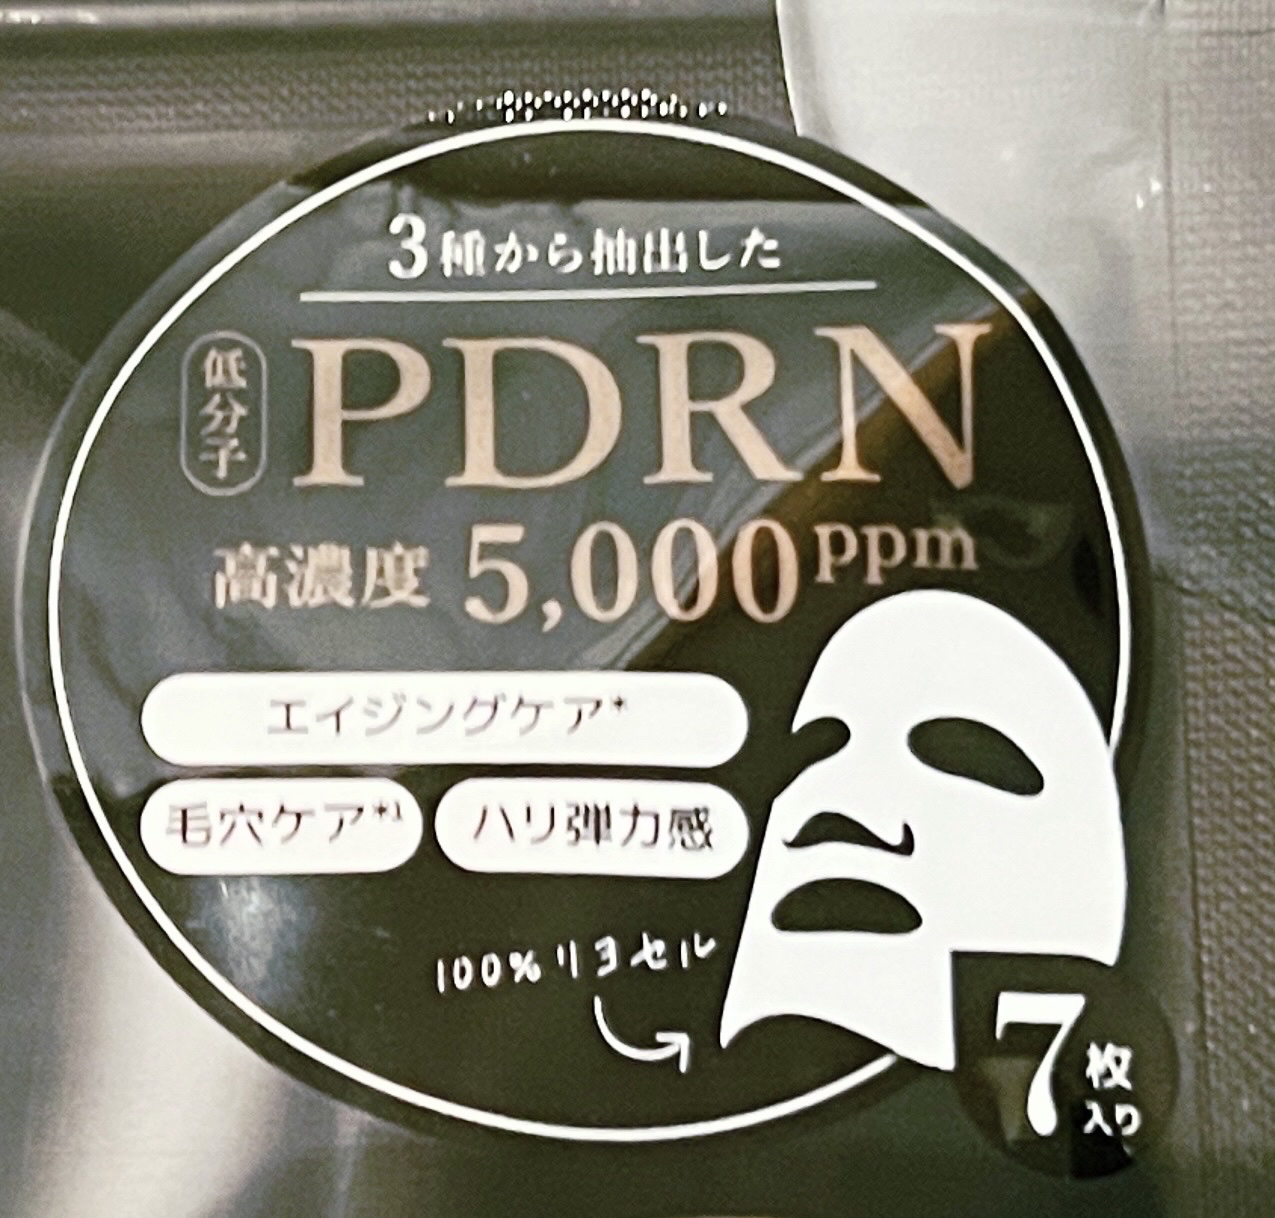 3種から抽出した
低分子
PDRN
高濃度 5,000ppm
エイジングケア*
毛穴ケア*1
ハリ弾力感
100%リヨセル
7枚
入り